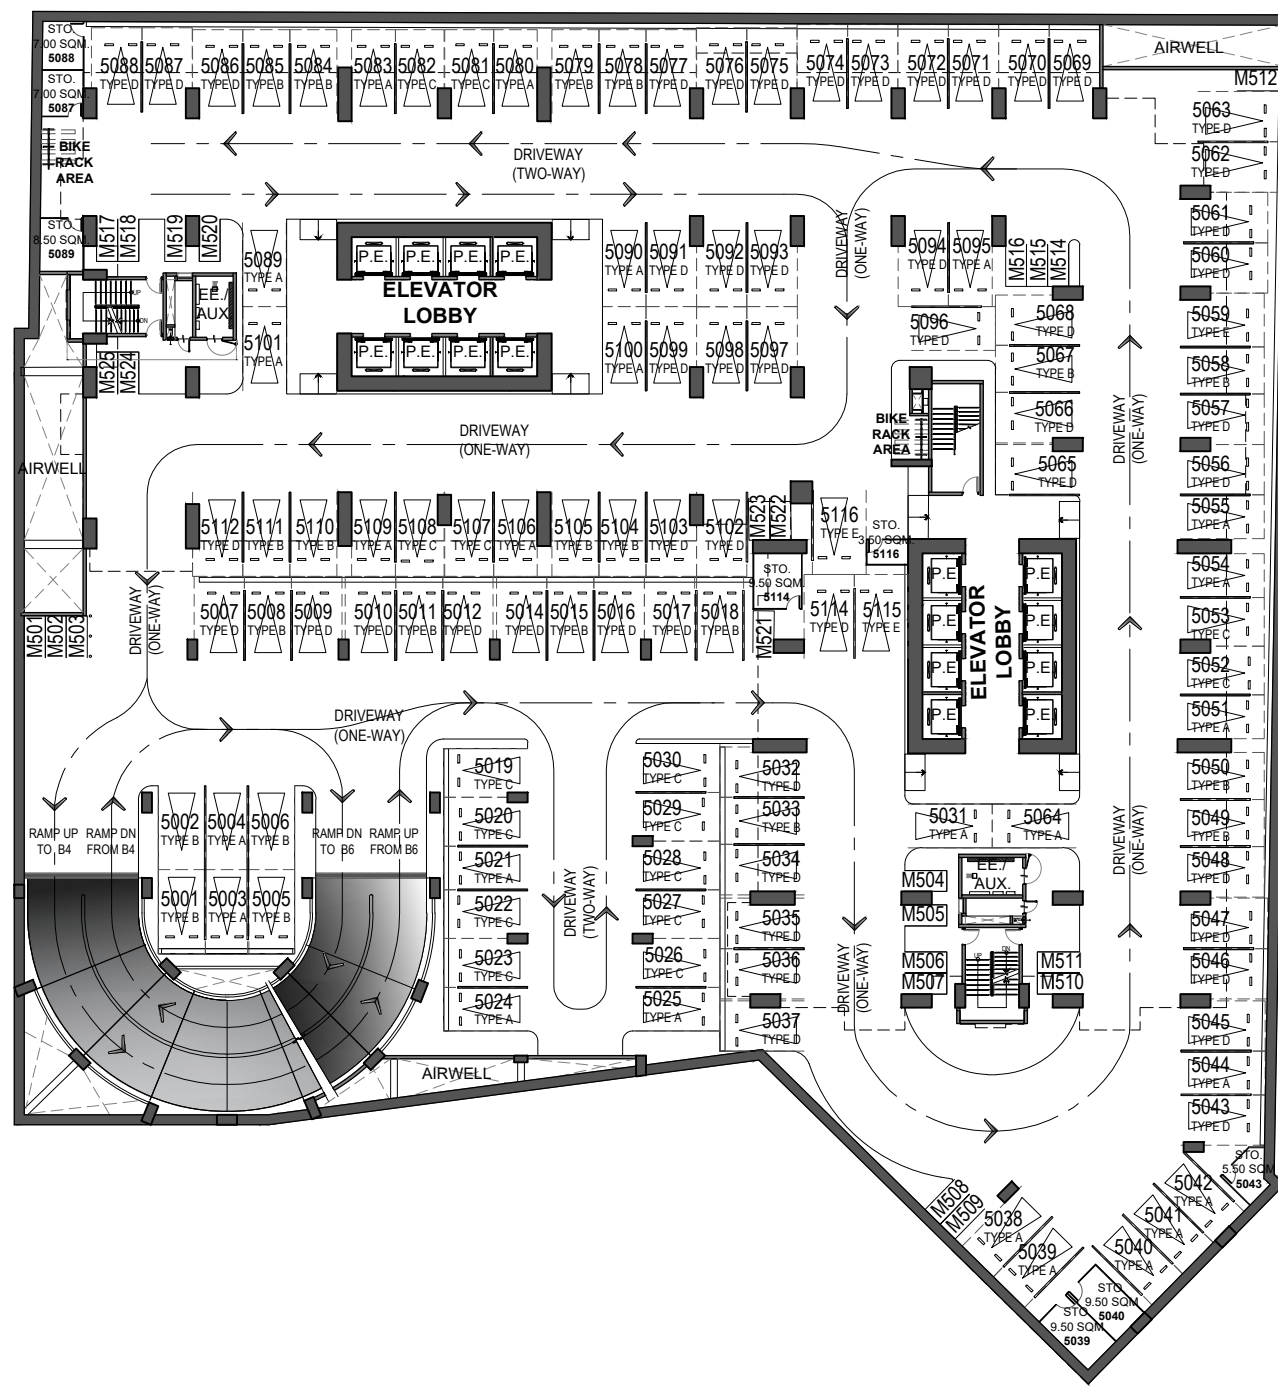 STO.
7.00 SQM.
5088
STO.
7.00 SQM.
5087
BIKE
RACK
AREA
STO.
8.50 SQM.
5089
5088
TYPE D
5087
TYPE D
5086
TYPE D
5085
TYPE B
5084
TYPE B
5083
TYPE A
5082
TYPE C
5081
TYPE C
5080
TYPE A
5079
TYPE B
5078
TYPE B
5077
TYPE D
5076
TYPE D
5075
TYPE D
5074
TYPE D
5073
TYPE D
5072
TYPE D
5071
TYPE D
5070
TYPE D
5069
TYPE D
AIRWELL
M512
5063
TYPE D
5062
TYPE D
5061
TYPE D
5060
TYPE D
5059
TYPE E
5058
TYPE B
5057
TYPE D
5056
TYPE D
5055
TYPE A
5054
TYPE A
5053
TYPE C
5052
TYPE C
5051
TYPE A
5050
TYPE B
5049
TYPE B
5048
TYPE D
5047
TYPE D
5046
TYPE D
5045
TYPE D
5044
TYPE A
5043
TYPE D
DRIVEWAY
(TWO-WAY)
DRIVEWAY
(ONE-WAY)
M517
M518
M519
M520
EE./
AUX.
UP
DN
M525
M524
5089
TYPE A
5101
TYPE A
P.E.
P.E.
P.E.
P.E.
ELEVATOR
LOBBY
P.E.
P.E.
P.E.
P.E.
5090
TYPE A
5091
TYPE D
5092
TYPE D
5093
TYPE D
5100
TYPE A
5099
TYPE D
5098
TYPE D
5097
TYPE D
5094
TYPE D
5095
TYPE A
M516
M515
M514
5096
TYPE D
5068
TYPE D
5067
TYPE B
5066
TYPE D
5065
TYPE D
BIKE
RACK
AREA
DRIVEWAY
(ONE-WAY)
DRIVEWAY
(ONE-WAY)
AIRWELL
5112
TYPE D
5111
TYPE B
5110
TYPE B
5109
TYPE A
5108
TYPE C
5107
TYPE C
5106
TYPE A
5105
TYPE B
5104
TYPE B
5103
TYPE D
5102
TYPE D
M523
M522
5116
TYPE E
STO.
3.50 SQM.
5116
STO.
9.50 SQM.
5114
M521
5114
TYPE D
5115
TYPE E
5007
TYPE D
5008
TYPE B
5009
TYPE D
5010
TYPE D
5011
TYPE B
5012
TYPE D
5014
TYPE D
5015
TYPE B
5016
TYPE D
5017
TYPE D
5018
TYPE B
M501
M502
M503
DRIVEWAY
(ONE-WAY)
P.E.
P.E.
P.E.
P.E.
ELEVATOR
LOBBY
P.E.
P.E.
P.E.
P.E.
DRIVEWAY
(ONE-WAY)
RAMP UP
TO B4
RAMP DN
FROM B4
5002
TYPE B
5004
TYPE A
5006
TYPE B
5001
TYPE B
5003
TYPE A
5005
TYPE B
RAMP DN
TO B6
RAMP UP
FROM B6
5019
TYPE C
5020
TYPE C
5021
TYPE A
5022
TYPE C
5023
TYPE C
5024
TYPE A
DRIVEWAY
(TWO-WAY)
5030
TYPE C
5029
TYPE C
5028
TYPE C
5027
TYPE C
5026
TYPE C
5025
TYPE A
5032
TYPE D
5033
TYPE B
5034
TYPE D
5035
TYPE D
5036
TYPE D
5037
TYPE D
DRIVEWAY
(ONE-WAY)
5031
TYPE A
5064
TYPE A
EE./
AUX.
UP
DN
M504
M505
M506
M507
M511
M510
DRIVEWAY
(ONE-WAY)
AIRWELL
M508
M509
5038
TYPE A
5039
TYPE A
5040
TYPE A
5041
TYPE A
5042
TYPE A
STO.
5.50 SQM.
5043
STO.
9.50 SQM.
5040
STO.
9.50 SQM.
5039